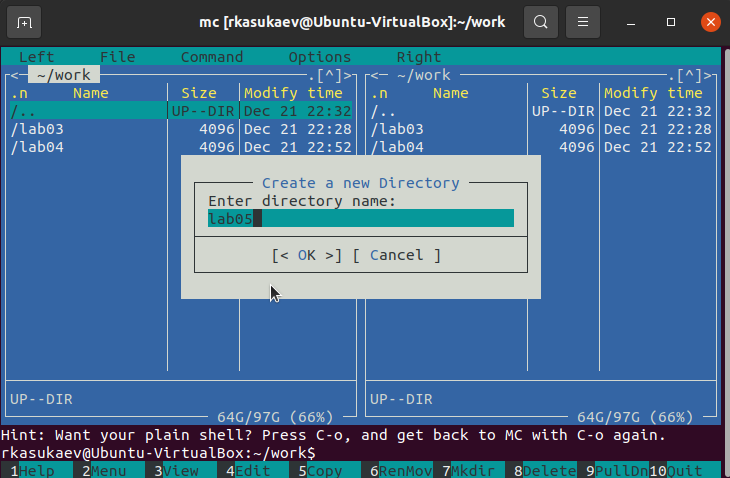 mc [rkasukaev@Ubuntu-VirtualBox]:~/work
Left File Command Options Right
<─ ~/work .[^]>
.n Name Size Modify time
/.. UP--DIR Dec 21 22:32
/lab03 4096 Dec 21 22:28
/lab04 4096 Dec 21 22:52
UP--DIR
64G/97G (66%)
<─ ~/work .[^]>
.n Name Size Modify time
/.. UP--DIR Dec 21 22:32
/lab03 4096 Dec 21 22:28
/lab04 4096 Dec 21 22:52
UP--DIR
64G/97G (66%)
Create a new Directory
Enter directory name:
lab05
[< OK >] [ Cancel ]
Hint: Want your plain shell? Press C-o, and get back to MC with C-o again.
rkasukaev@Ubuntu-VirtualBox:~/work$
1Help 2Menu 3View 4Edit 5Copy 6RenMov 7Mkdir 8Delete 9PullDn 10Quit